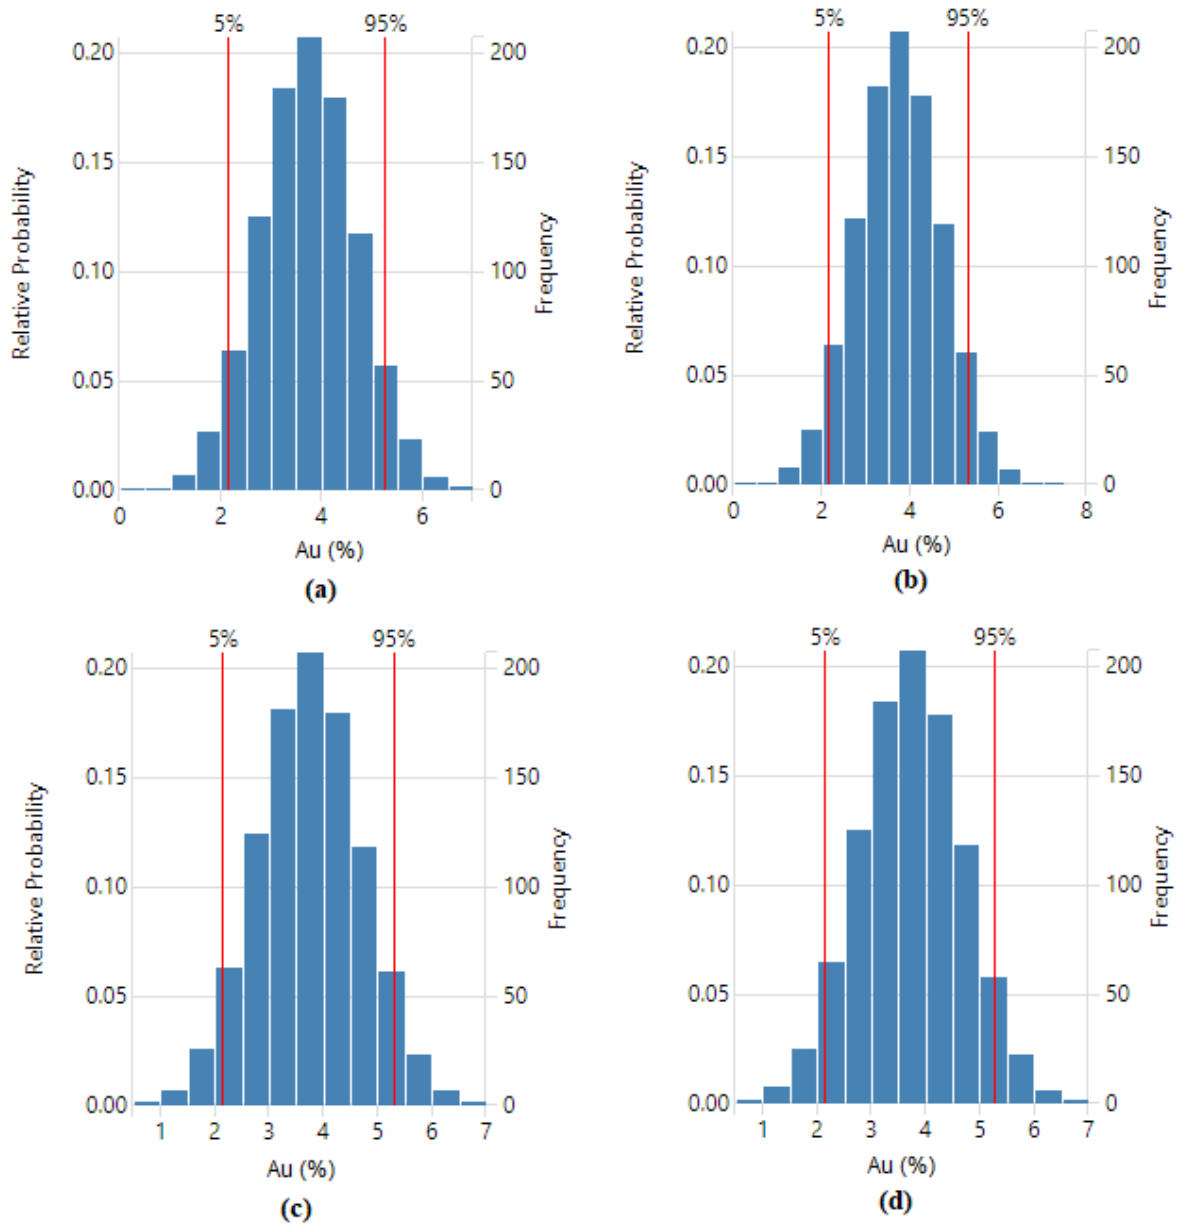 5% 95%
0.20 200
0.15 150
0.10 100
0.05 50
0.00 0
0 2 4 6
Relative Probability
Frequency
Au (%)
(a)
5% 95%
0.20 200
0.15 150
0.10 100
0.05 50
0.00 0
0 2 4 6 8
Relative Probability
Frequency
Au (%)
(b)
5% 95%
0.20 200
0.15 150
0.10 100
0.05 50
0.00 0
1 2 3 4 5 6 7
Relative Probability
Frequency
Au (%)
(c)
5% 95%
0.20 200
0.15 150
0.10 100
0.05 50
0.00 0
1 2 3 4 5 6 7
Relative Probability
Frequency
Au (%)
(d)